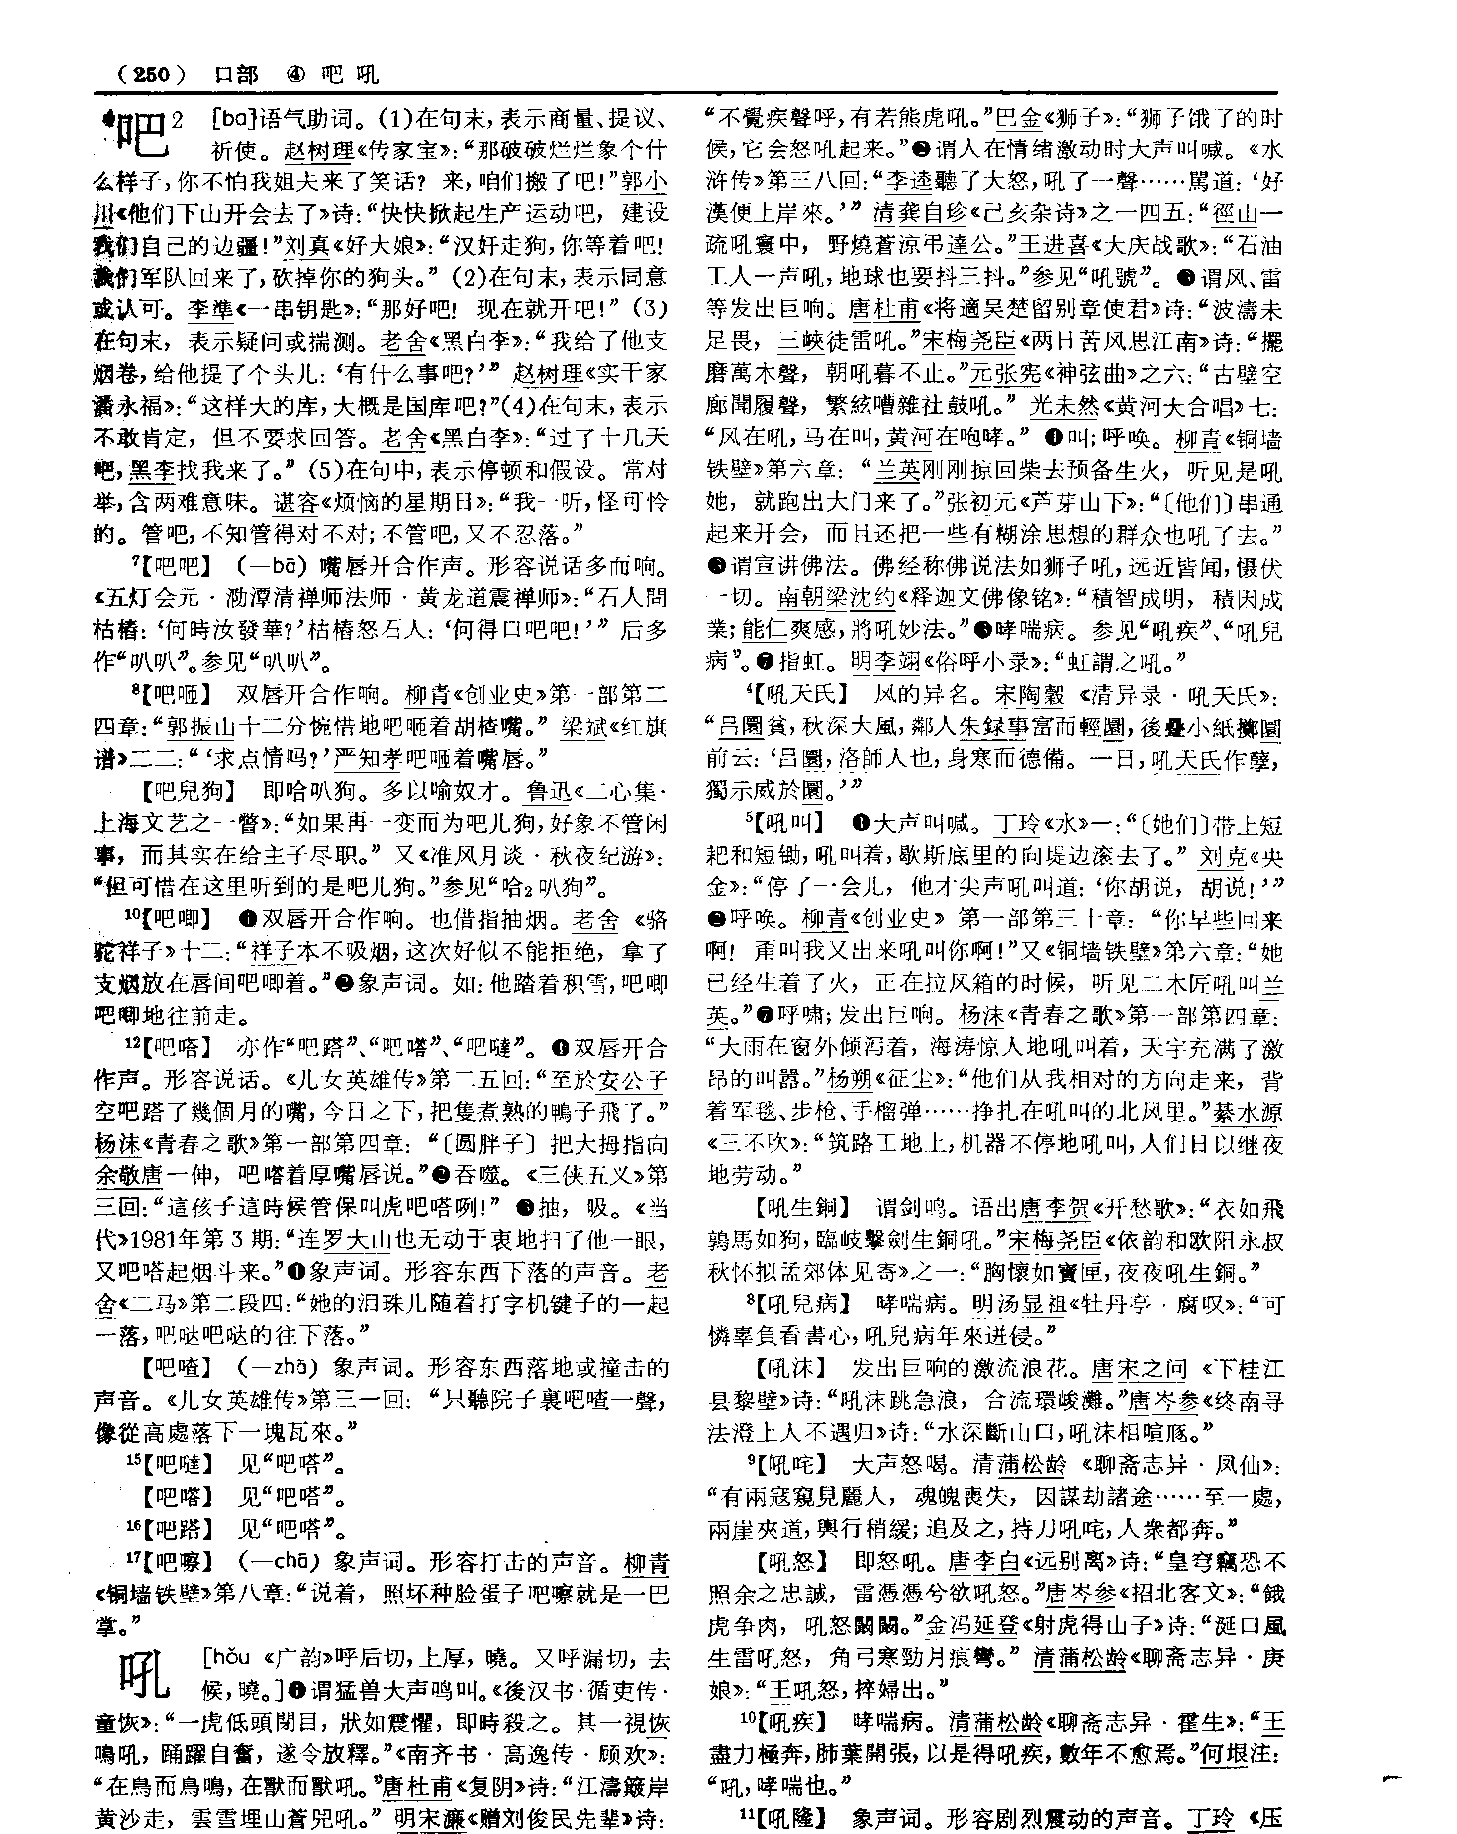 （250） 口部 ④ 吧 吼
吧2 [ba]语气助词。(1)在句末，表示商量、提议、
祈使。赵树理《传家宝》：“那破破烂烂象个什
么样子，你不怕我姐夫来了笑话？来，咱们搬了吧！”郭小
川《他们下山开会去了》诗：“快快掀起生产运动吧，建设
我们自己的边疆！”刘真《好大娘》：“汉奸走狗，你等着吧！
我们军队回来了，砍掉你的狗头。”(2)在句末，表示同意
或认可。李準《一串钥匙》：“那好吧！现在就开吧！”(3)
在句末，表示疑问或揣测。老舍《黑白李》：“我给了他支
烟卷，给他提了个头儿：‘有什么事吧？’”赵树理《实干家
潘永福》：“这样大的库，大概是国库吧？”(4)在句末，表示
不敢肯定，但不要求回答。老舍《黑白李》：“过了十几天
吧，黑李找我来了。”(5)在句中，表示停顿和假设。常对
举，含两难意味。谌容《烦恼的星期日》：“我一听，怪可怜
的。管吧，不知管得对不对；不管吧，又不忍落。”
7【吧吧】（—bā）嘴唇开合作声。形容说话多而响。
《五灯会元·泐潭清禅师法师·黄龙道震禅师》：“石人問
枯樁：‘何時汝發華？’枯樁怒石人：‘何得口吧吧！’”后多
作“叭叭”。参见“叭叭”。
8【吧咂】 双唇开合作响。柳青《创业史》第一部第二
四章：“郭振山十二分惋惜地吧咂着胡楂嘴。”梁斌《红旗
谱》二二：“‘求点情吗？’严知孝吧咂着嘴唇。”
【吧兒狗】 即哈叭狗。多以喻奴才。鲁迅《二心集·
上海文艺之一瞥》：“如果再一变而为吧儿狗，好象不管闲
事，而其实在给主子尽职。”又《准风月谈·秋夜纪游》：
“但可惜在这里听到的是吧儿狗。”参见“哈2叭狗”。
10【吧唧】 ❶双唇开合作响。也借指抽烟。老舍《骆
驼祥子》十二：“祥子本不吸烟，这次好似不能拒绝，拿了
支烟放在唇间吧唧着。”❷象声词。如：他踏着积雪，吧唧
吧唧地往前走。
12【吧嗒】 亦作“吧踏”、“吧嚃”、“吧噠”。❶双唇开合
作声。形容说话。《儿女英雄传》第二五回：“至於安公子
空吧踏了幾個月的嘴，今日之下，把隻煮熟的鴨子飛了。”
杨沫《青春之歌》第一部第四章：“〔圆胖子〕把大拇指向
余敬唐一伸，吧嗒着厚嘴唇说。”❷吞噬。《三侠五义》第
三回：“這孩子這時候管保叫虎吧嗒咧！”❸抽，吸。《当
代》1981年第3期：“连罗大山也无动于衷地扫了他一眼，
又吧嗒起烟斗来。”❹象声词。形容东西下落的声音。老
舍《二马》第二段四：“她的泪珠儿随着打字机键子的一起
一落，吧哒吧哒的往下落。”
【吧喳】（—zhā）象声词。形容东西落地或撞击的
声音。《儿女英雄传》第三一回：“只聽院子裏吧喳一聲，
像從高處落下一塊瓦來。”
15【吧噠】 见“吧嗒”。
【吧嚃】 见“吧嗒”。
16【吧踏】 见“吧嗒”。
17【吧嚓】（—chā）象声词。形容打击的声音。柳青
《铜墙铁壁》第八章：“说着，照坏种脸蛋子吧嚓就是一巴
掌。”
吼 [hǒu《广韵》呼后切，上厚，曉。又呼漏切，去
候，曉。]❶谓猛兽大声鸣叫。《後汉书·循吏传·
童恢》：“一虎低頭閉目，狀如震懼，即時殺之。其一視恢
鳴吼，踊躍自奮，遂令放釋。”《南齐书·高逸传·顾欢》：
“在鳥而鳥鳴，在獸而獸吼。”唐杜甫《复阴》诗：“江濤簸岸
黄沙走，雲雪埋山蒼兕吼。”明宋濂《赠刘俊民先辈》诗：
“不覺疾聲呼，有若熊虎吼。”巴金《狮子》：“狮子饿了的时
候，它会怒吼起来。”❷谓人在情绪激动时大声叫喊。《水
浒传》第三八回：“李逵聽了大怒，吼了一聲……駡道：‘好
漢便上岸來。’”清龚自珍《己亥杂诗》之一四五：“徑山一
疏吼寰中，野燒蒼涼弔達公。”王进喜《大庆战歌》：“石油
工人一声吼，地球也要抖三抖。”参见“吼號”。❸谓风、雷
等发出巨响。唐杜甫《将適吴楚留别章使君》诗：“波濤未
足畏，三峽徒雷吼。”宋梅尧臣《两日苦风思江南》诗：“擺
磨萬木聲，朝吼暮不止。”元张宪《神弦曲》之六：“古壁空
廊聞履聲，繁絃嘈雜社鼓吼。”光未然《黄河大合唱》七：
“风在吼，马在叫，黄河在咆哮。”❹叫；呼唤。柳青《铜墙
铁壁》第六章：“兰英刚刚掠回柴去预备生火，听见是吼
她，就跑出大门来了。”张初元《芦芽山下》：“〔他们〕串通
起来开会，而且还把一些有糊涂思想的群众也吼了去。”
❺谓宣讲佛法。佛经称佛说法如狮子吼，远近皆闻，慑伏
一切。南朝梁沈约《释迦文佛像铭》：“積智成明，積因成
業；能仁爽感，將吼妙法。”❻哮喘病。参见“吼疾”、“吼兒
病”。❼指虹。明李翊《俗呼小录》：“虹謂之吼。”
4【吼天氏】 风的异名。宋陶穀《清异录·吼天氏》：
“吕圜貧，秋深大風，鄰人朱録事富而輕圜，後疊小紙擲圜
前云：‘吕圜，洛師人也，身寒而德備。一日，吼天氏作孽，
獨示威於圜。’”
5【吼叫】 ❶大声叫喊。丁玲《水》一：“〔她们〕带上短
耙和短锄，吼叫着，歇斯底里的向堤边滚去了。”刘克《央
金》：“停了一会儿，他才尖声吼叫道：‘你胡说，胡说！’”
❷呼唤。柳青《创业史》第一部第三十章：“你早些回来
啊！甭叫我又出来吼叫你啊！”又《铜墙铁壁》第六章：“她
已经生着了火，正在拉风箱的时候，听见二木匠吼叫兰
英。”❼呼啸；发出巨响。杨沫《青春之歌》第一部第四章：
“大雨在窗外倾泻着，海涛惊人地吼叫着，天宇充满了激
昂的叫嚣。”杨朔《征尘》：“他们从我相对的方向走来，背
着军毯、步枪、手榴弹……挣扎在吼叫的北风里。”綦水源
《三不吹》：“筑路工地上，机器不停地吼叫，人们日以继夜
地劳动。”
【吼生銅】 谓剑鸣。语出唐李贺《开愁歌》：“衣如飛
鶉馬如狗，臨岐擊劍生銅吼。”宋梅尧臣《依韵和欧阳永叔
秋怀拟孟郊体见寄》之一：“胸懷如寶匣，夜夜吼生銅。”
8【吼兒病】 哮喘病。明汤显祖《牡丹亭·腐叹》：“可
憐辜負看書心，吼兒病年來迸侵。”
【吼沫】 发出巨响的激流浪花。唐宋之问《下桂江
县黎壁》诗：“吼沫跳急浪，合流環峻灘。”唐岑参《终南寻
法澄上人不遇归》诗：“水深斷山口，吼沫相喧豗。”
9【吼咤】 大声怒喝。清蒲松龄《聊斋志异·凤仙》：
“有兩寇窺見麗人，魂魄喪失，因謀劫諸途……至一處，
兩崖夾道，輿行稍緩；追及之，持刀吼咤，人衆都奔。”
【吼怒】 即怒吼。唐李白《远别离》诗：“皇穹竊恐不
照余之忠誠，雷憑憑兮欲吼怒。”唐岑参《招北客文》：“餓
虎争肉，吼怒闞闞。”金冯延登《射虎得山子》诗：“涎口風
生雷吼怒，角弓寒勁月痕彎。”清蒲松龄《聊斋志异·庚
娘》：“王吼怒，捽婦出。”
10【吼疾】 哮喘病。清蒲松龄《聊斋志异·霍生》：“王
盡力極奔，肺葉開張，以是得吼疾，數年不愈焉。”何垠注：
“吼，哮喘也。”
11【吼隆】 象声词。形容剧烈震动的声音。丁玲《压